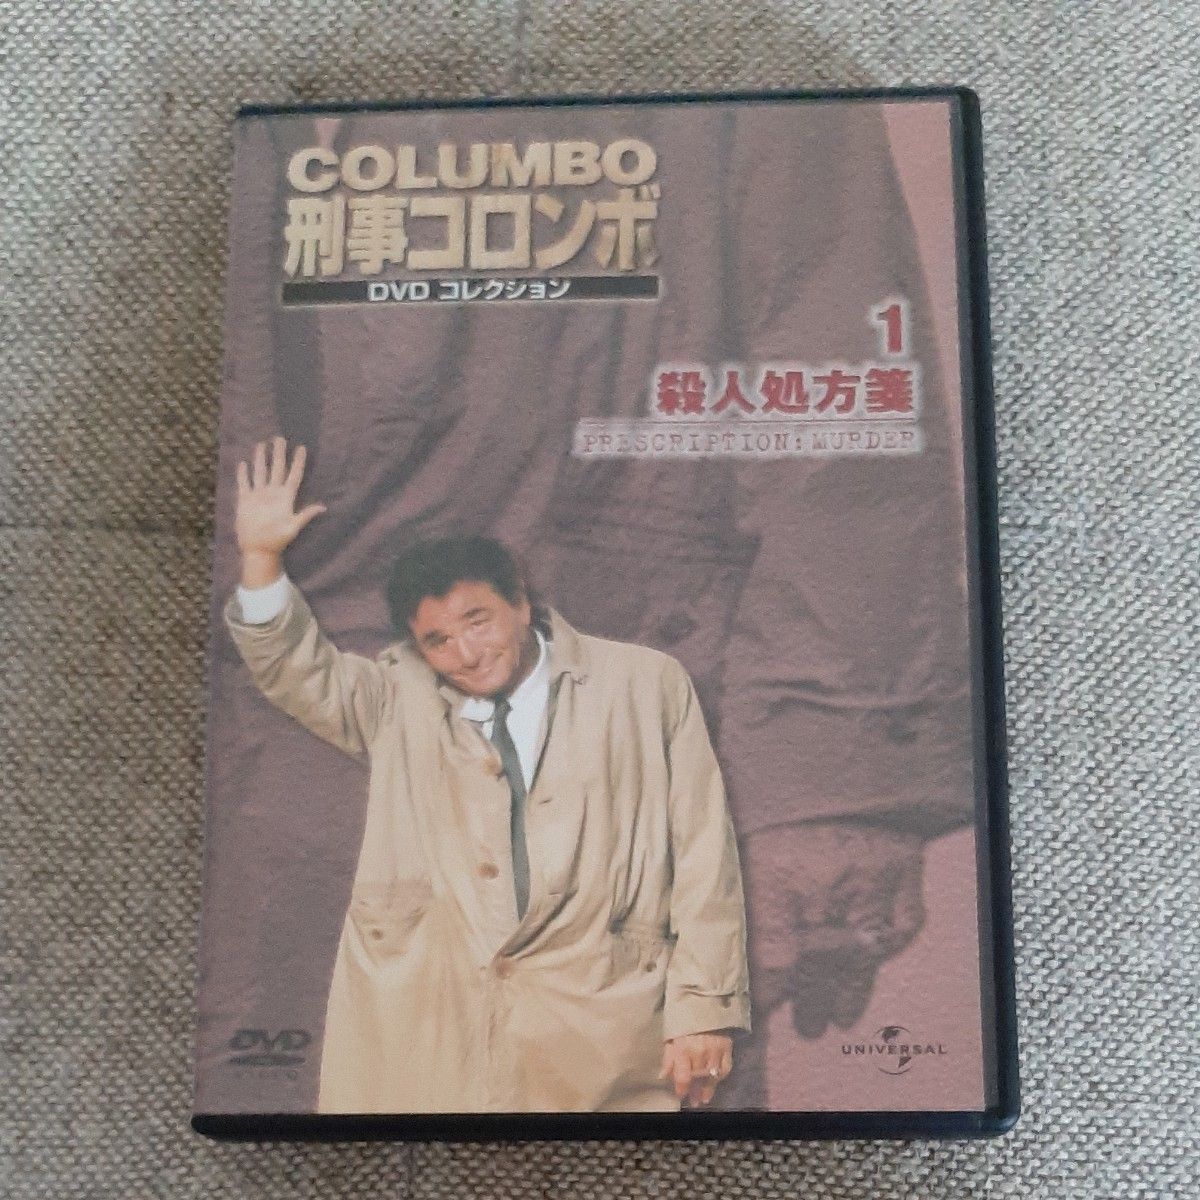 COLUMBO
刑事コロンボ
DVD コレクション
1
殺人処方箋
PRESCRIPTION: MURDER
DVD
UNIVERSAL